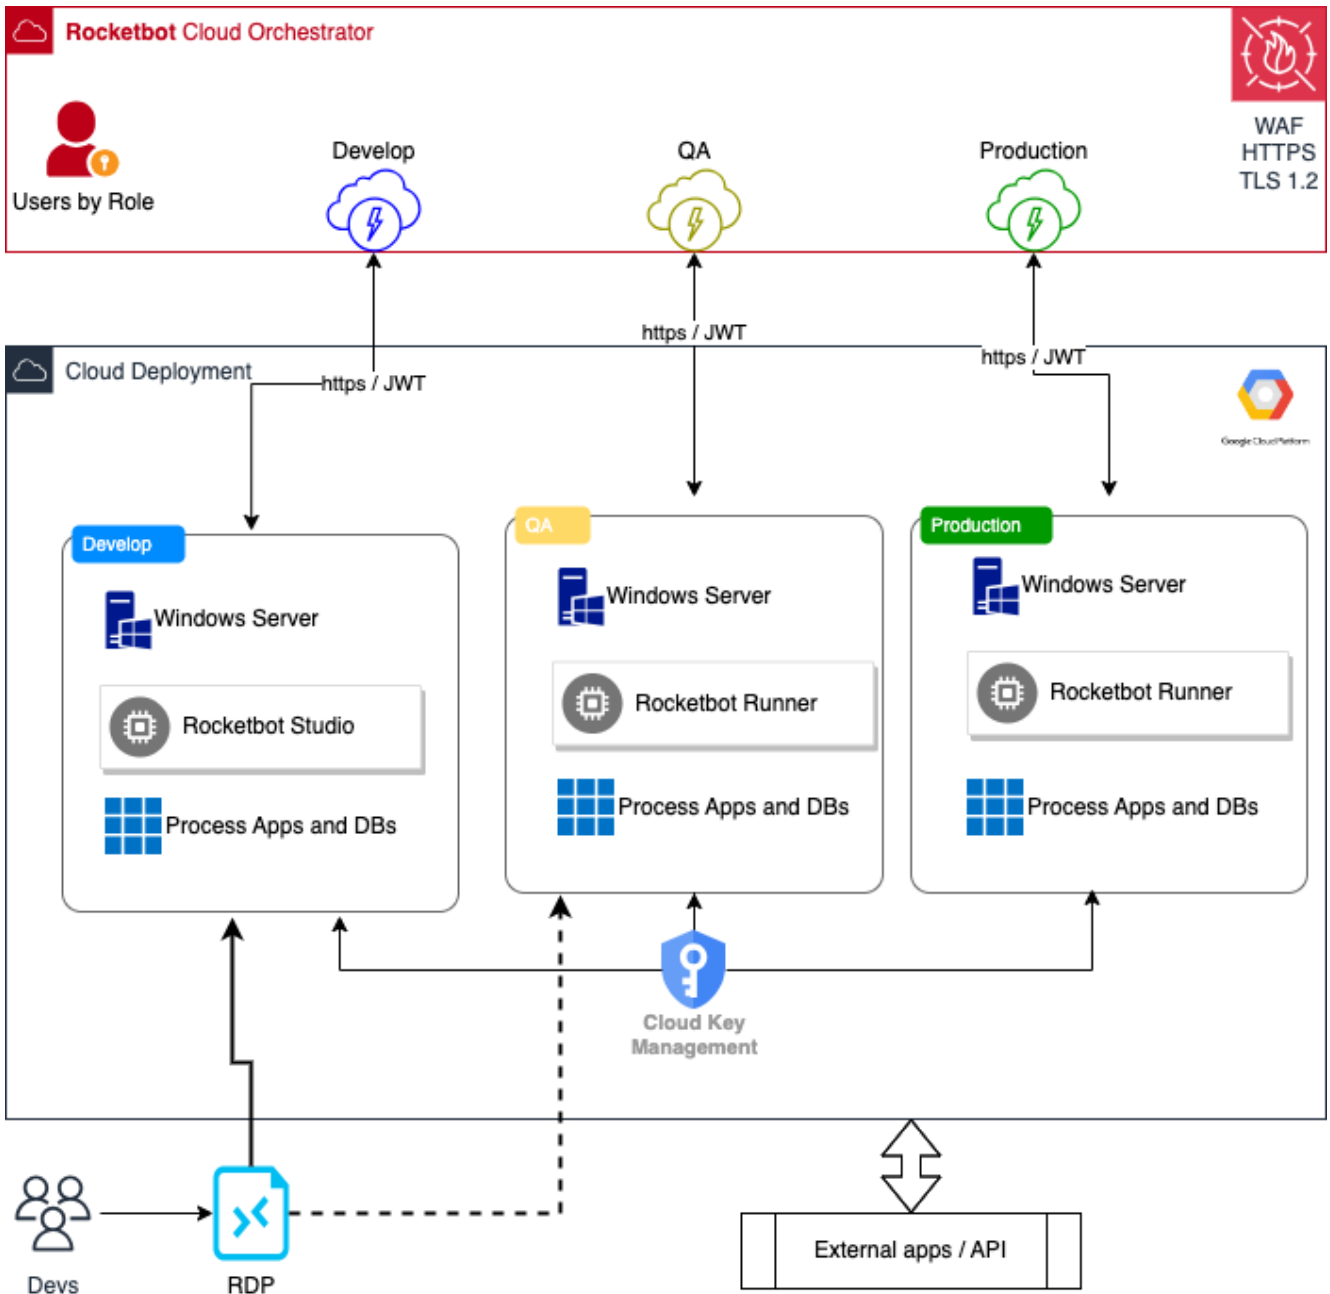 Rocketbot Cloud Orchestrator
WAF
HTTPS
TLS 1.2
Users by Role
Develop
QA
Production
https / JWT
https / JWT
https / JWT
Cloud Deployment
Google Cloud Platform
Develop
Windows Server
Rocketbot Studio
Process Apps and DBs
QA
Windows Server
Rocketbot Runner
Process Apps and DBs
Production
Windows Server
Rocketbot Runner
Process Apps and DBs
Cloud Key
Management
Devs
RDP
External apps / API